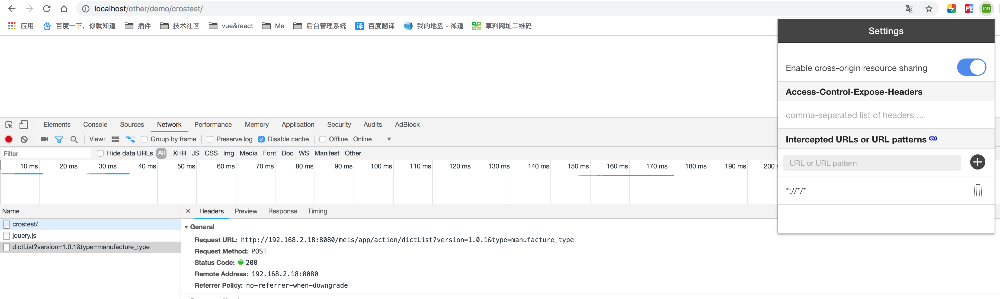 localhost/other/demo/crostest/
CORS
FE
应用 百度一下，你就知道 插件 技术社区 vue&react Me 后台管理系统 译 百度翻译 我的地盘 - 禅道 草料网址二维码
Settings
Enable cross-origin resource sharing
Access-Control-Expose-Headers
comma-separated list of headers ...
Intercepted URLs or URL patterns
URL or URL pattern
*://*/*
Elements Console Sources Network Performance Memory Application Security Audits AdBlock
View: Group by frame Preserve log Disable cache Offline Online
Filter Hide data URLs All XHR JS CSS Img Media Font Doc WS Manifest Other
10 ms 20 ms 30 ms 40 ms 50 ms 60 ms 70 ms 80 ms 90 ms 100 ms 110 ms 120 ms 130 ms 140 ms 150 ms 160 ms 170 ms 180 ms 190 ms 200
Name
crostest/
jquery.js
dictList?version=1.0.1&type=manufacture_type
Headers Preview Response Timing
General
Request URL: http://192.168.2.18:8080/meis/app/action/dictList?version=1.0.1&type=manufacture_type
Request Method: POST
Status Code: 200
Remote Address: 192.168.2.18:8080
Referrer Policy: no-referrer-when-downgrade